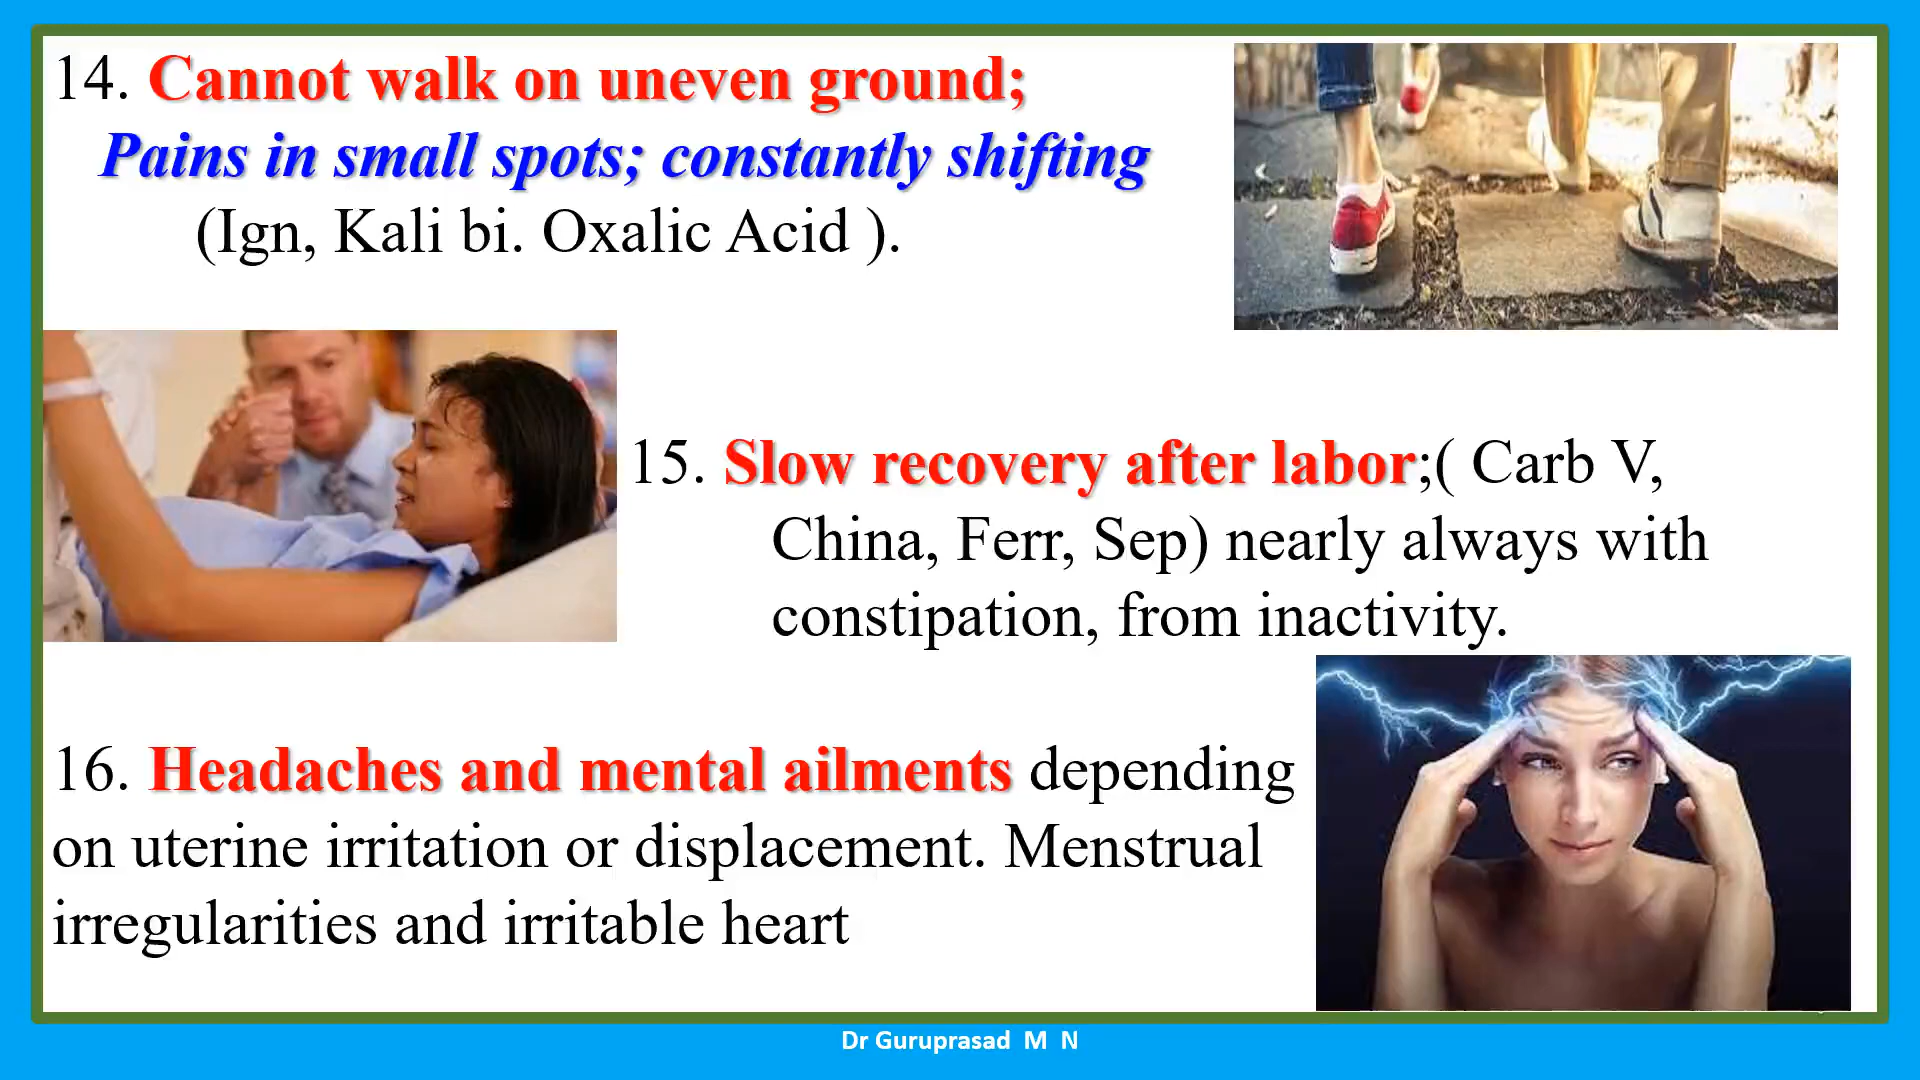 14. Cannot walk on uneven ground;
Pains in small spots; constantly shifting
(Ign, Kali bi. Oxalic Acid ).
15. Slow recovery after labor;( Carb V,
China, Ferr, Sep) nearly always with
constipation, from inactivity.
16. Headaches and mental ailments depending
on uterine irritation or displacement. Menstrual
irregularities and irritable heart
Dr Guruprasad M N